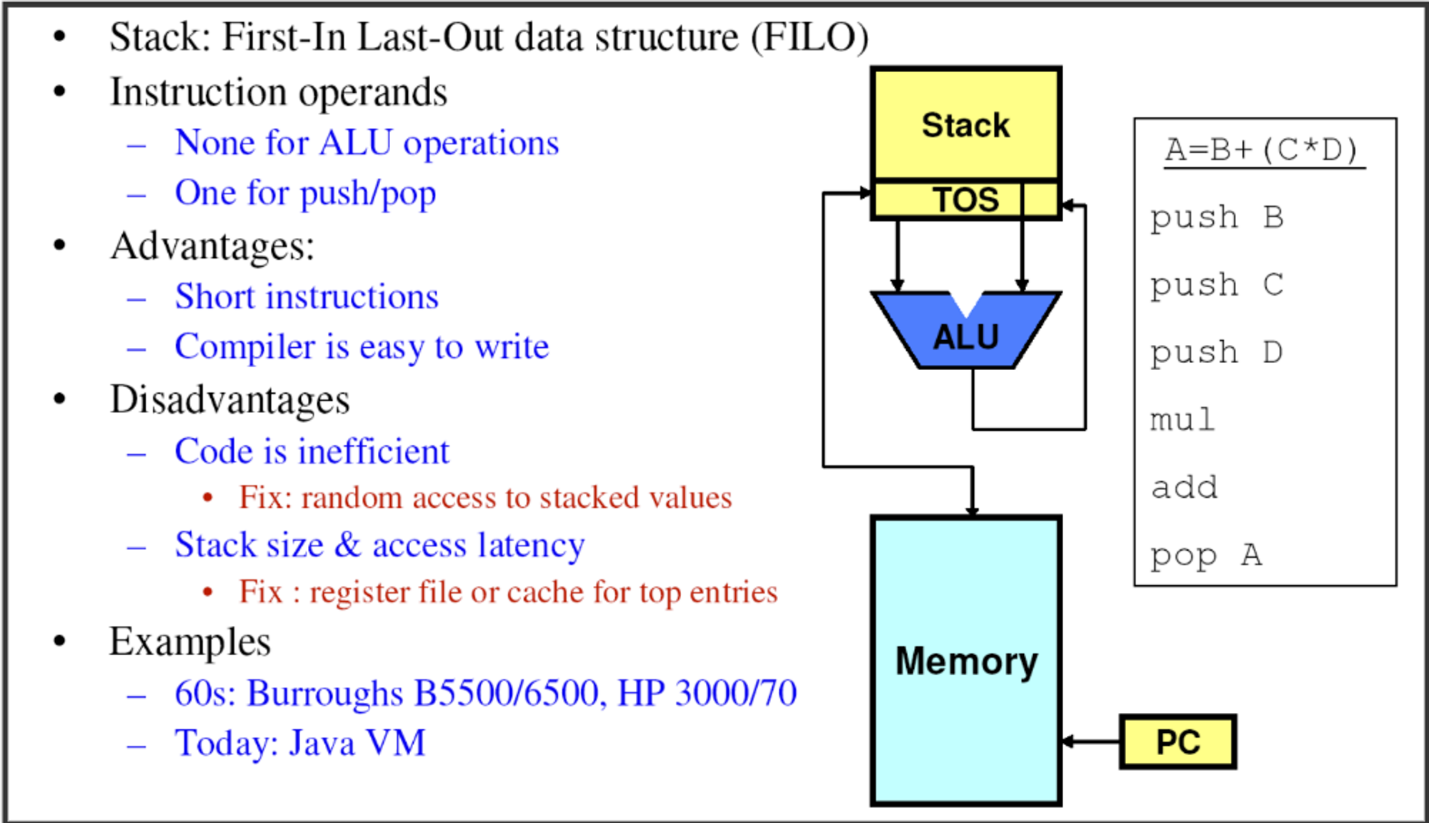 • Stack: First-In Last-Out data structure (FILO)
• Instruction operands
– None for ALU operations
– One for push/pop
• Advantages:
– Short instructions
– Compiler is easy to write
• Disadvantages
– Code is inefficient
• Fix: random access to stacked values
– Stack size & access latency
• Fix : register file or cache for top entries
• Examples
– 60s: Burroughs B5500/6500, HP 3000/70
– Today: Java VM
Stack
TOS
ALU
Memory
PC
A=B+(C*D)
push B
push C
push D
mul
add
pop A